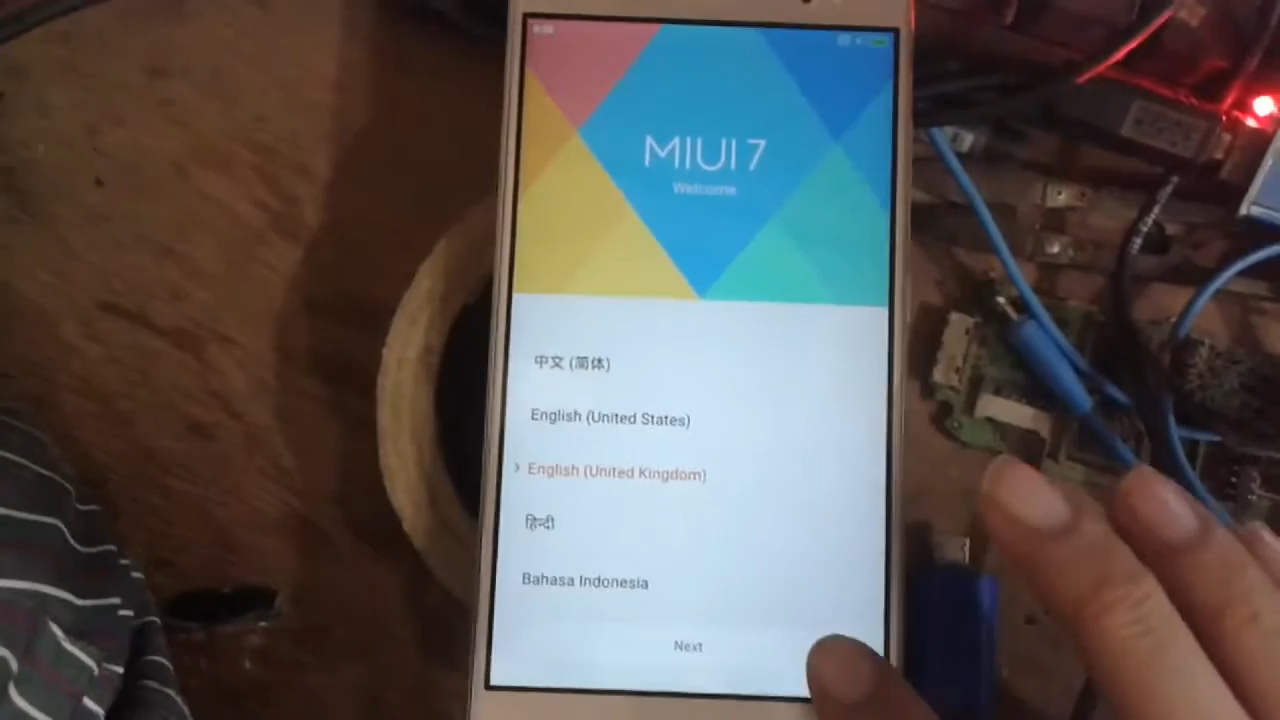 MIUI 7
Welcome
中文 (简体)
English (United States)
› English (United Kingdom)
हिन्दी
Bahasa Indonesia
Next